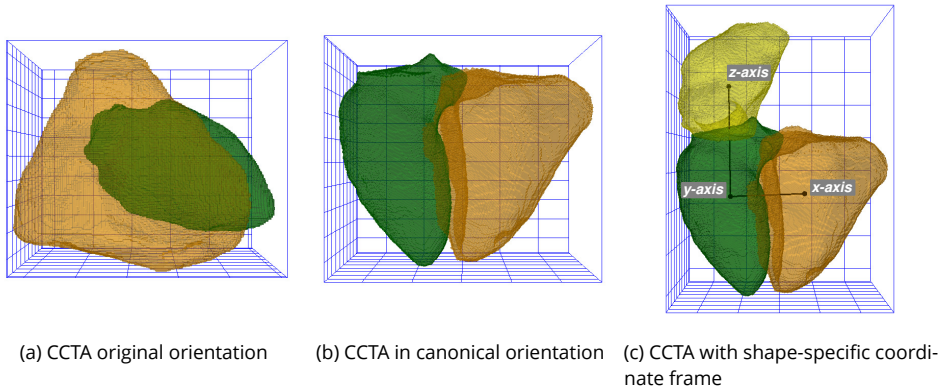 z-axis
y-axis
x-axis
(a) CCTA original orientation
(b) CCTA in canonical orientation
(c) CCTA with shape-specific coordi-
nate frame